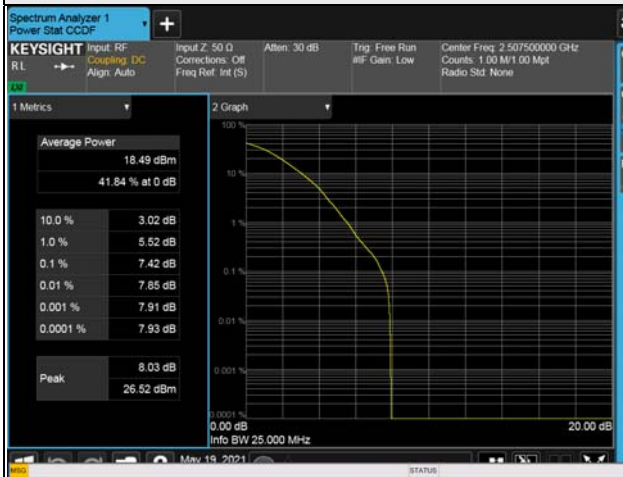 Spectrum Analyzer 1
Power Stat CCDF
KEYSIGHT
RL
Input: RF
Coupling: DC
Align: Auto
Input Z: 50 Ω
Corrections: Off
Freq Ref: Int (S)
Atten: 30 dB
Trig: Free Run
#IF Gain: Low
Center Freq: 2.507500000 GHz
Counts: 1.00 M/1.00 Mpt
Radio Std: None
1 Metrics
Average Power
18.49 dBm
41.84 % at 0 dB
10.0 % 3.02 dB
1.0 % 5.52 dB
0.1 % 7.42 dB
0.01 % 7.85 dB
0.001 % 7.91 dB
0.0001 % 7.93 dB
Peak
8.03 dB
26.52 dBm
2 Graph
100 %
10 %
1 %
0.1 %
0.01 %
0.001 %
0.0001 %
0.00 dB 20.00 dB
Info BW 25.000 MHz
May 19, 2021
MSG STATUS